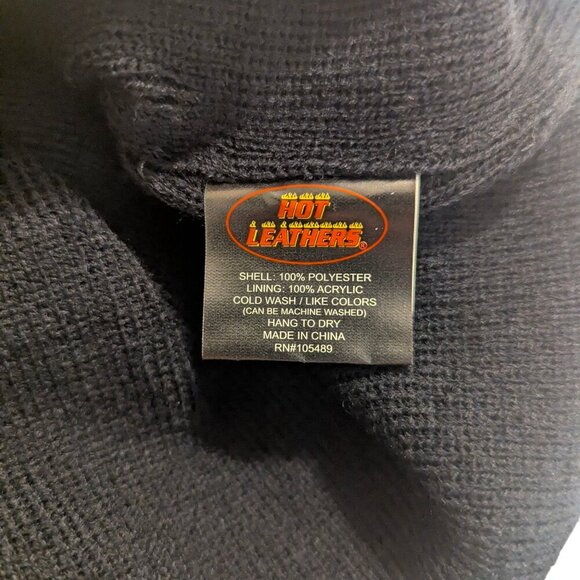 HOT
LEATHERS®
SHELL: 100% POLYESTER
LINING: 100% ACRYLIC
COLD WASH / LIKE COLORS
(CAN BE MACHINE WASHED)
HANG TO DRY
MADE IN CHINA
RN#105489